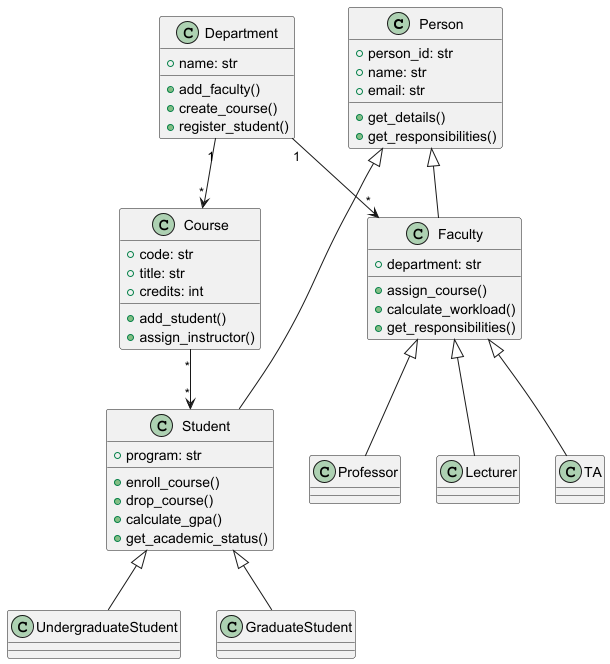 C Department
name: str
add_faculty()
create_course()
register_student()
C Person
person_id: str
name: str
email: str
get_details()
get_responsibilities()
1
1
*
*
C Course
code: str
title: str
credits: int
add_student()
assign_instructor()
C Faculty
department: str
assign_course()
calculate_workload()
get_responsibilities()
*
*
C Student
program: str
enroll_course()
drop_course()
calculate_gpa()
get_academic_status()
C Professor
C Lecturer
C TA
C UndergraduateStudent
C GraduateStudent